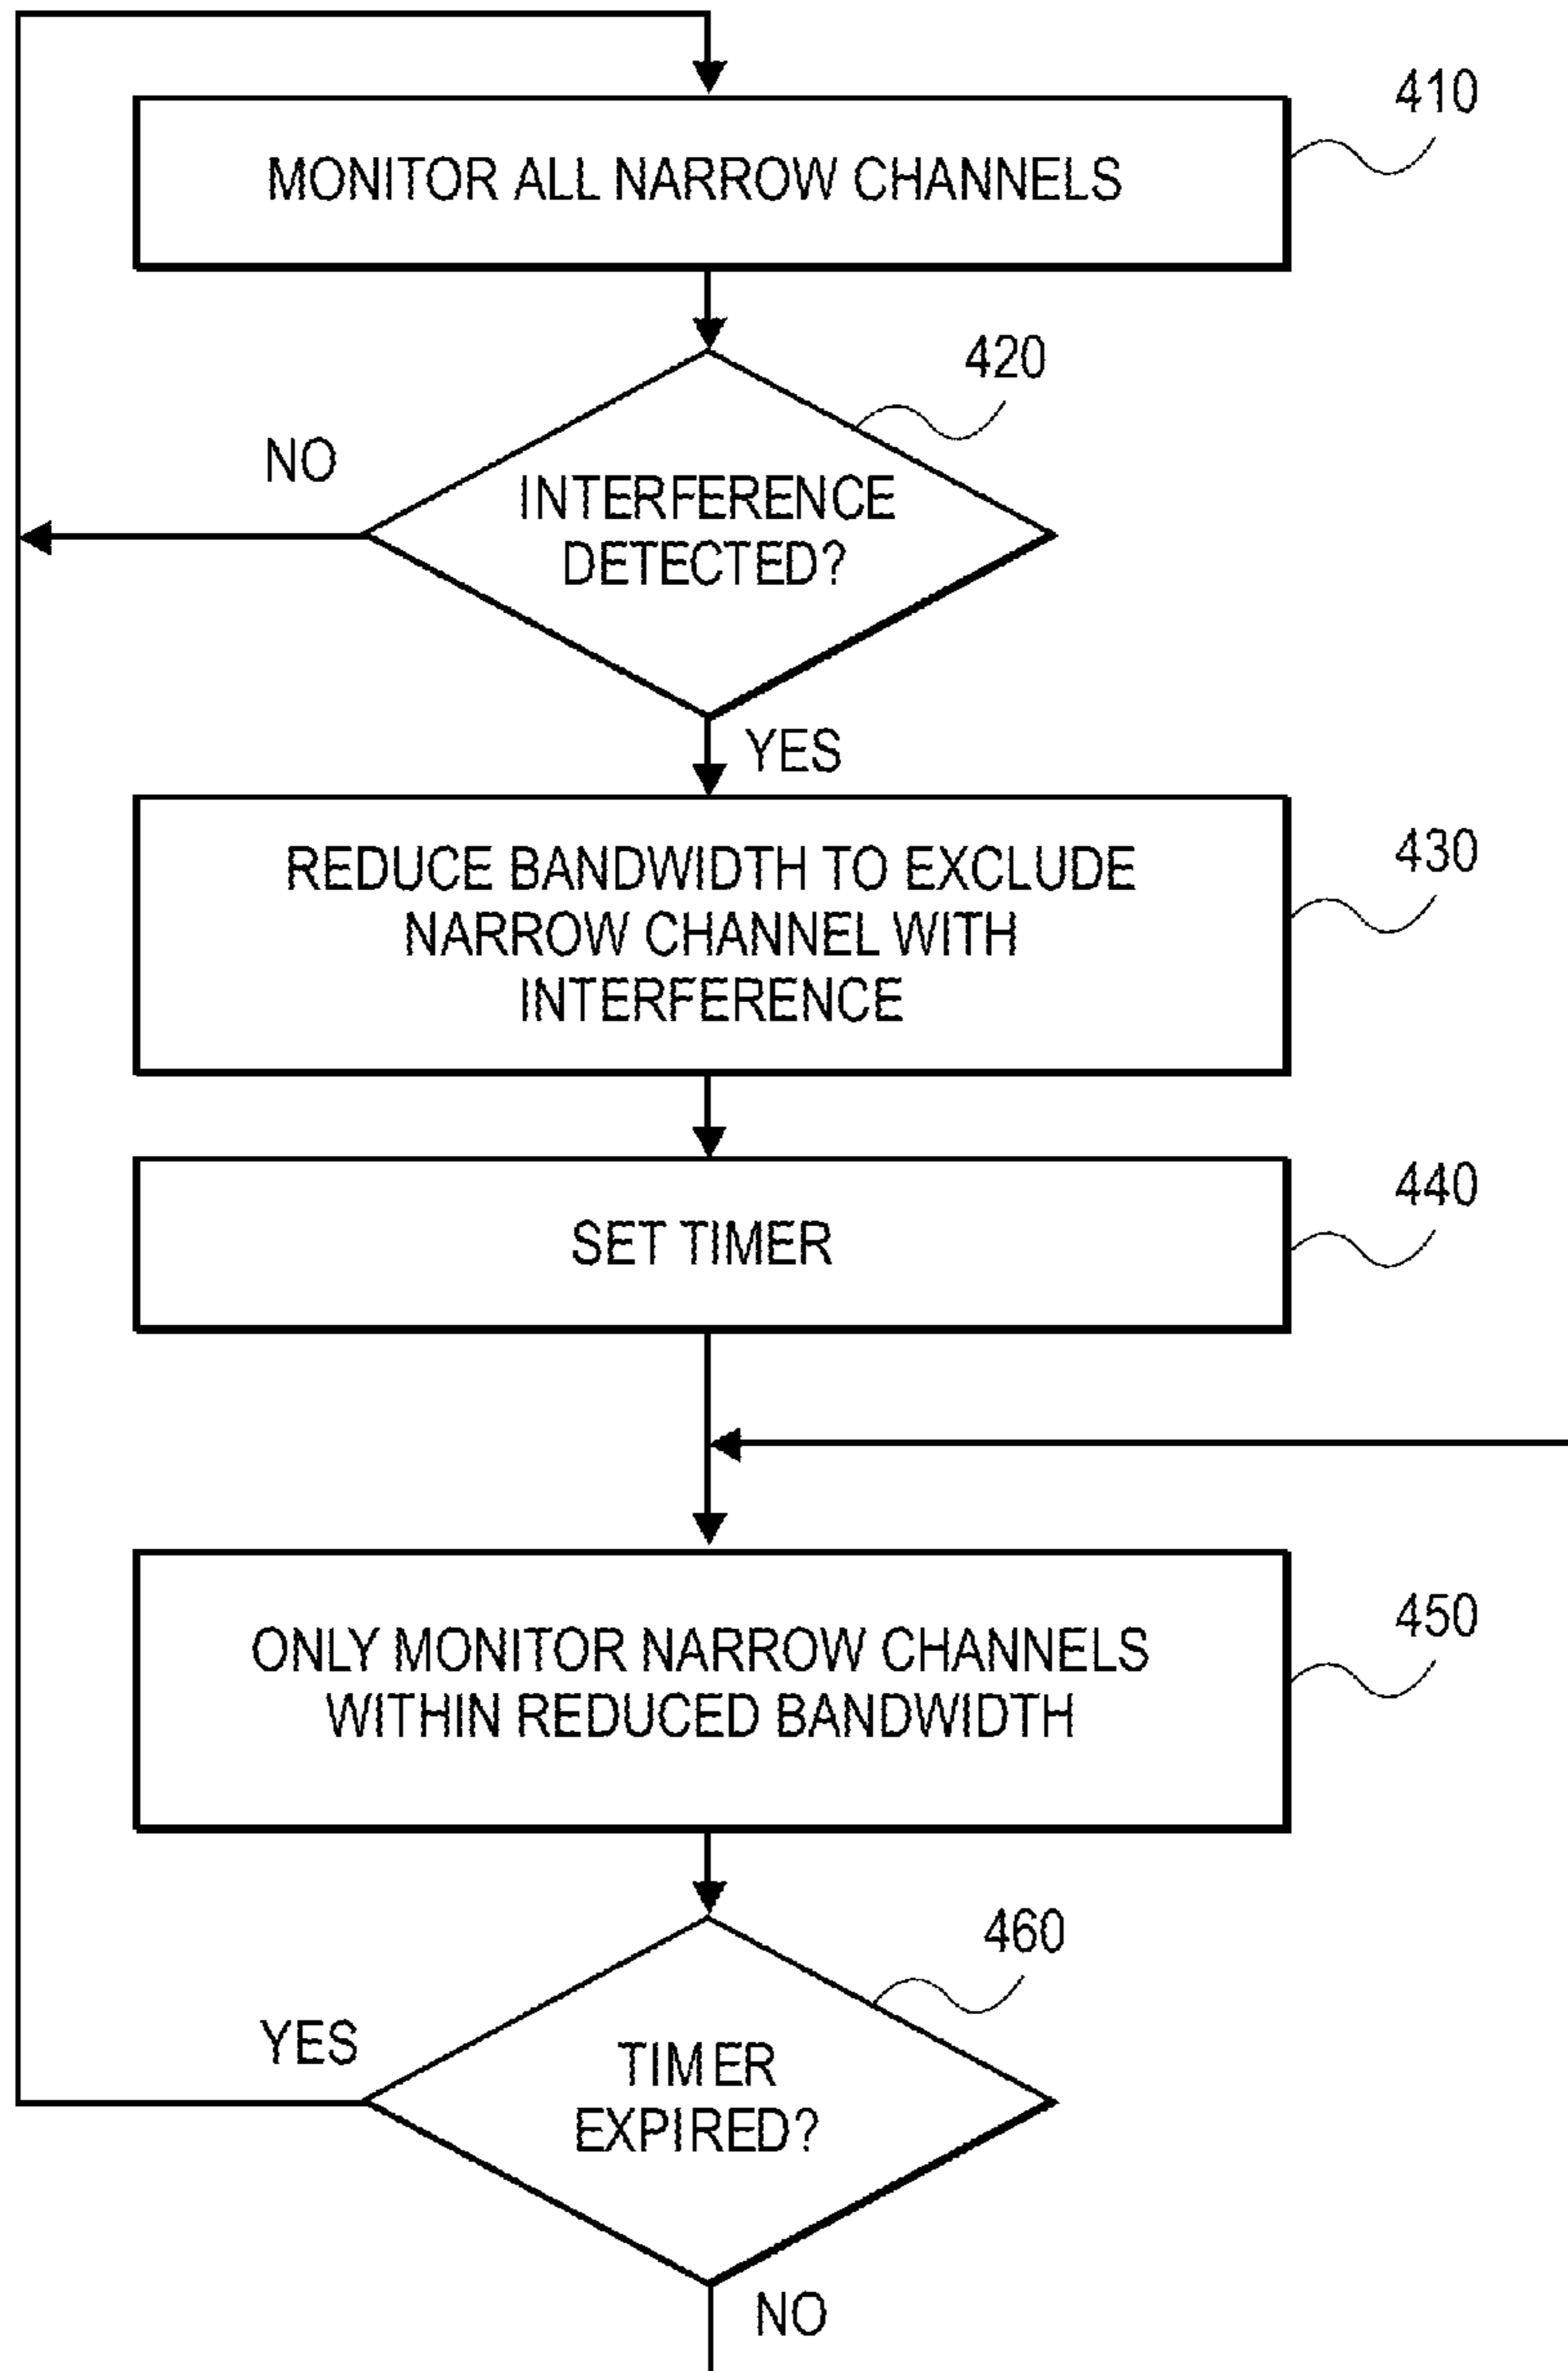 410
MONITOR ALL NARROW CHANNELS
420
NO
INTERFERENCE
DETECTED?
YES
REDUCE BANDWIDTH TO EXCLUDE
NARROW CHANNEL WITH
INTERFERENCE
430
440
SET TIMER
ONLY MONITOR NARROW CHANNELS
WITHIN REDUCED BANDWIDTH
450
460
YES
TIMER
EXPIRED?
NO